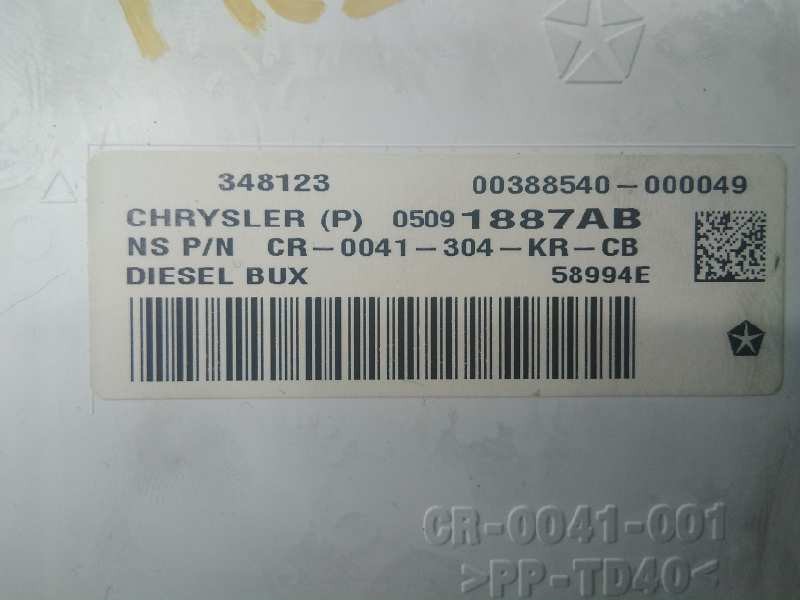 348123 00388540-000049
CHRYSLER (P) 05091887AB
NS P/N CR-0041-304-KR-CB
DIESEL BUX 58994E
CR-0041-001
>PP-TD40<